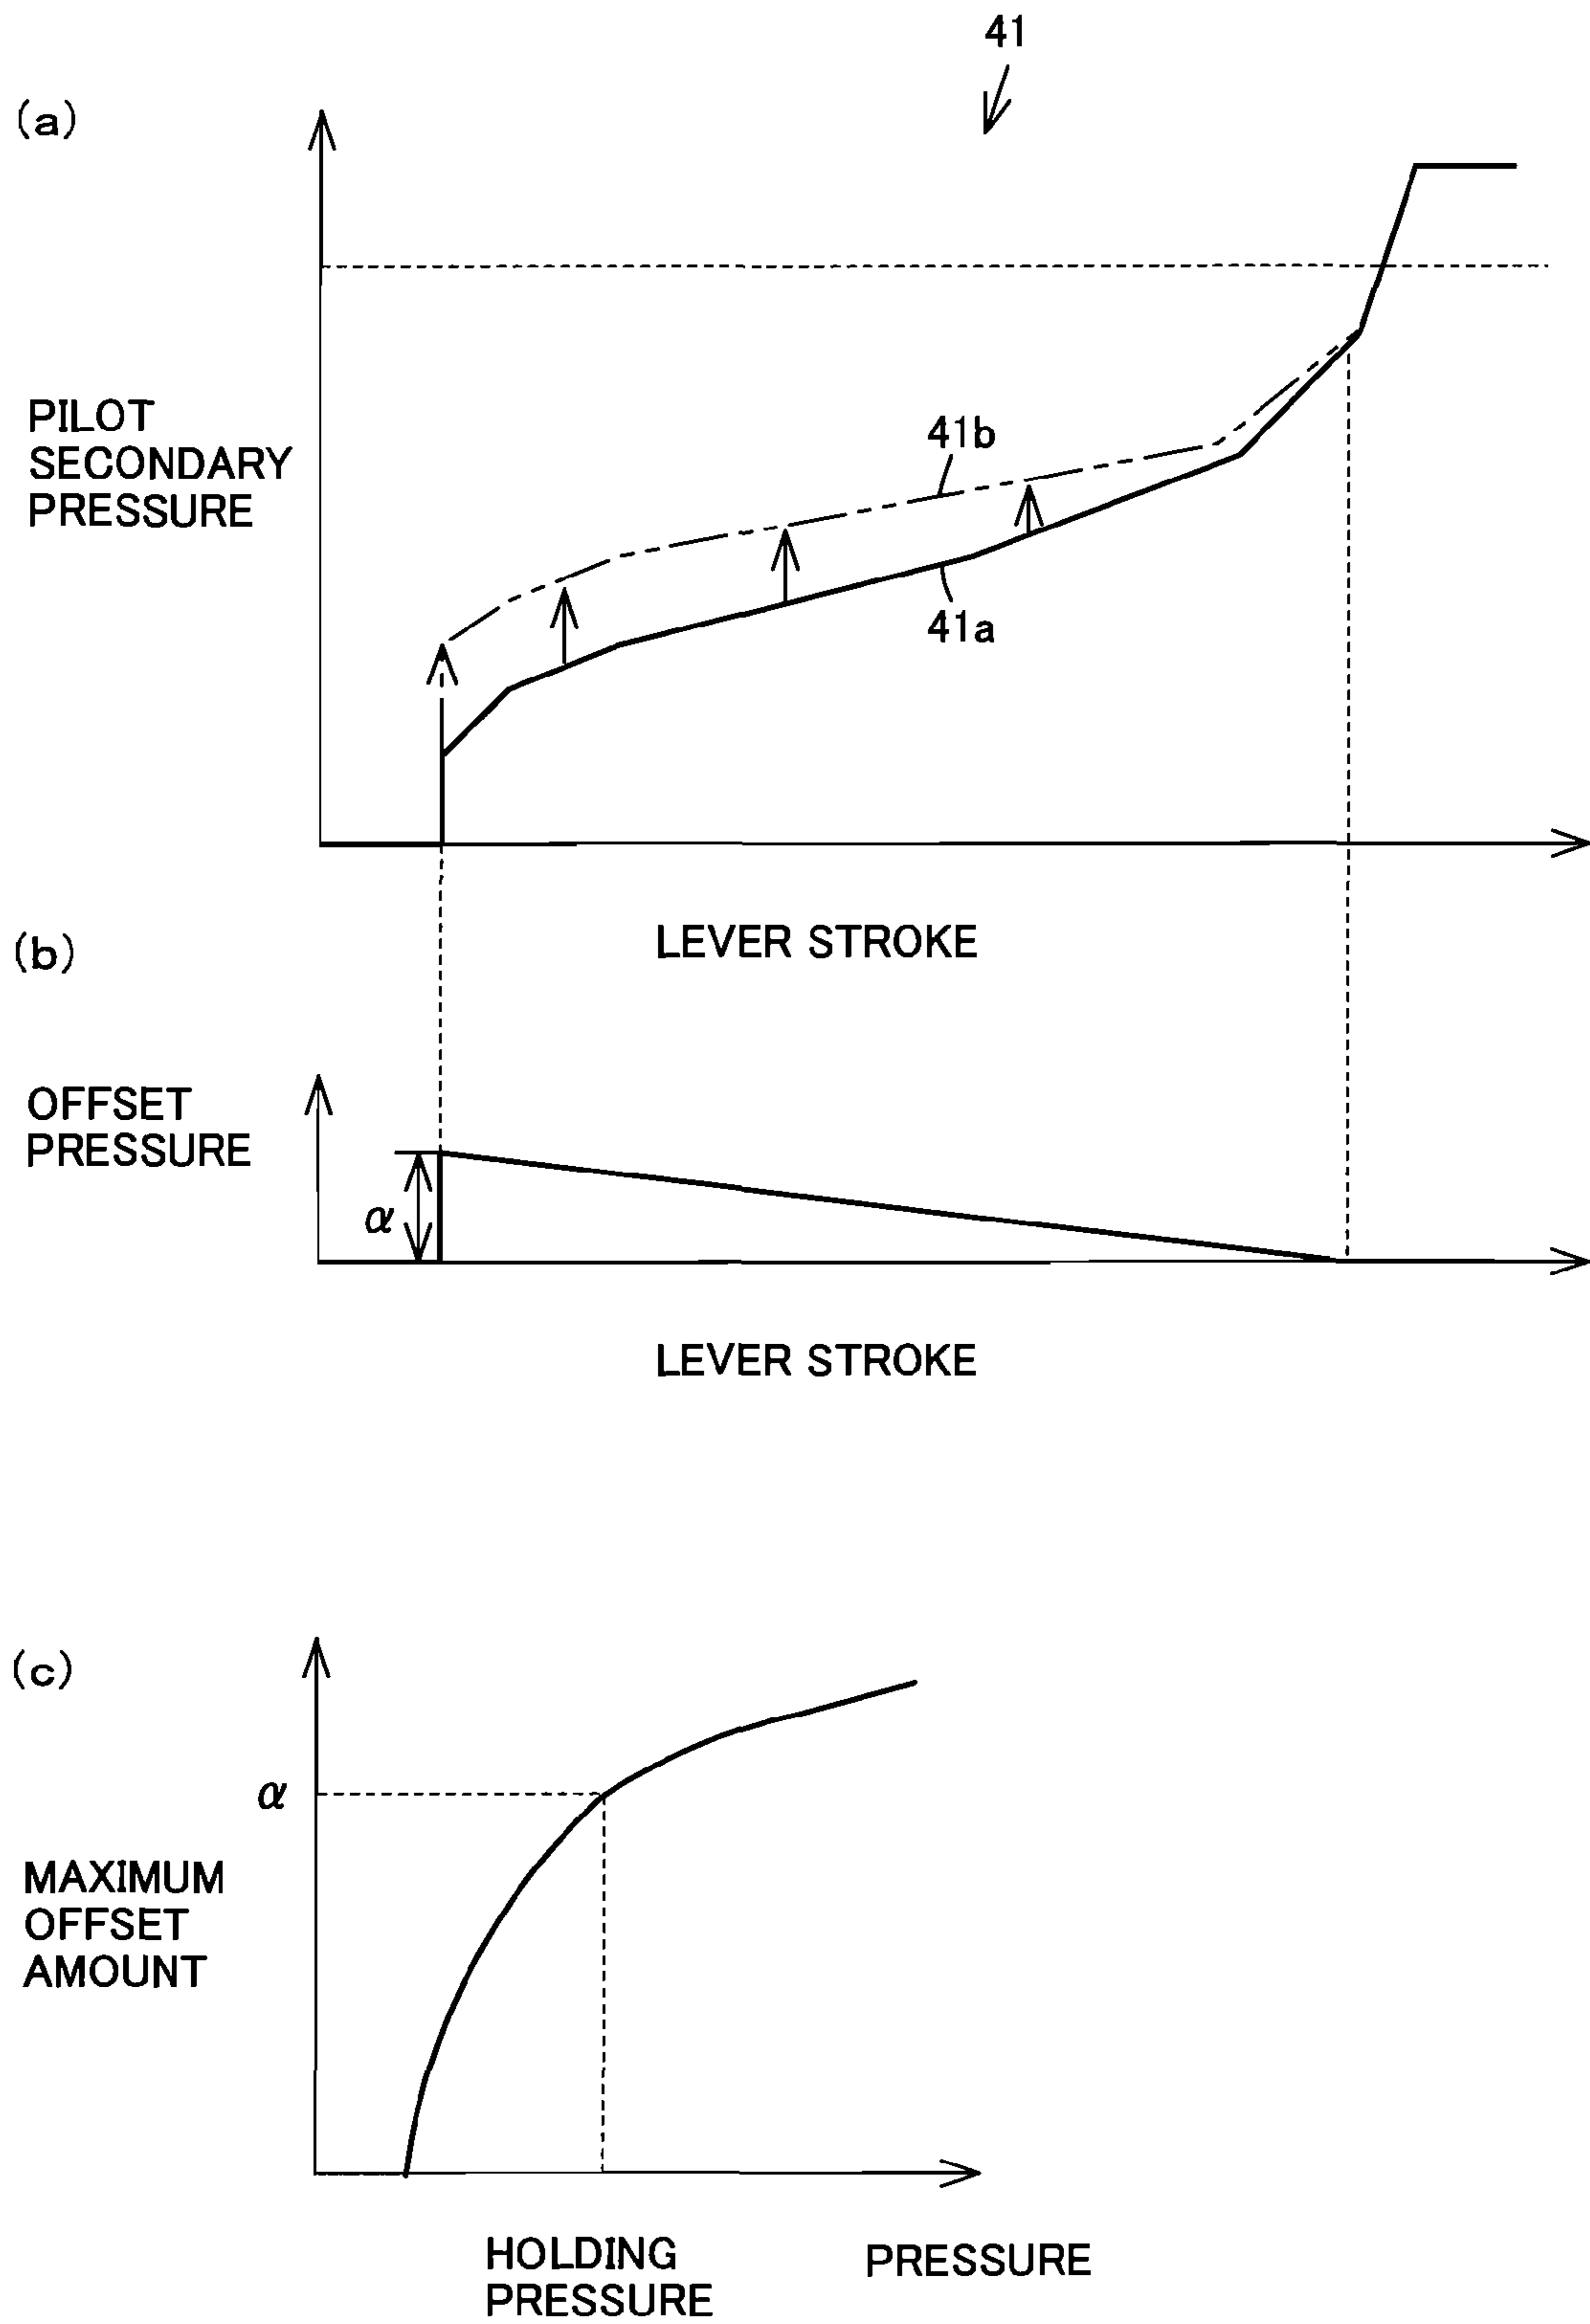 41
(a)
PILOT
SECONDARY
PRESSURE
41b
41a
LEVER STROKE
(b)
OFFSET
PRESSURE
α
LEVER STROKE
(c)
α
MAXIMUM
OFFSET
AMOUNT
HOLDING
PRESSURE
PRESSURE